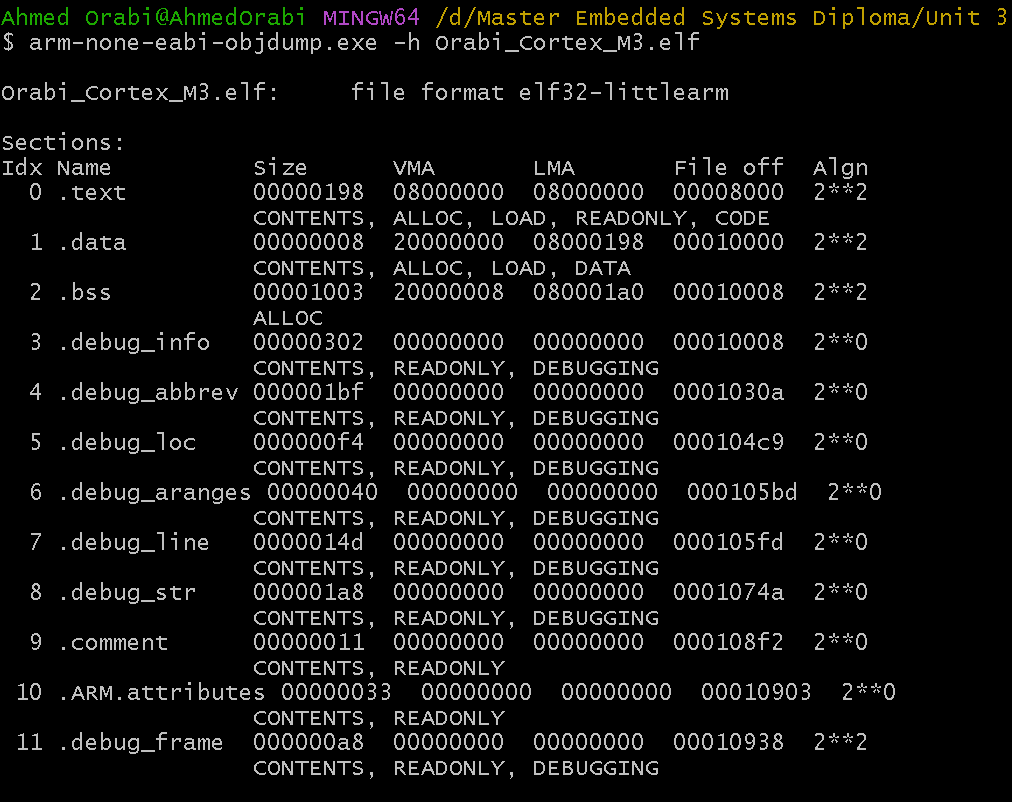 Ahmed Orabi@AhmedOrabi MINGW64 /d/Master Embedded Systems Diploma/Unit 3
$ arm-none-eabi-objdump.exe -h Orabi_Cortex_M3.elf
Orabi_Cortex_M3.elf:     file format elf32-littlearm
Sections:
Idx Name          Size      VMA       LMA       File off  Algn
  0 .text         00000198  08000000  08000000  00008000  2**2
                  CONTENTS, ALLOC, LOAD, READONLY, CODE
  1 .data         00000008  20000000  08000198  00010000  2**2
                  CONTENTS, ALLOC, LOAD, DATA
  2 .bss          00001003  20000008  080001a0  00010008  2**2
                  ALLOC
  3 .debug_info   00000302  00000000  00000000  00010008  2**0
                  CONTENTS, READONLY, DEBUGGING
  4 .debug_abbrev 000001bf  00000000  00000000  0001030a  2**0
                  CONTENTS, READONLY, DEBUGGING
  5 .debug_loc    000000f4  00000000  00000000  000104c9  2**0
                  CONTENTS, READONLY, DEBUGGING
  6 .debug_aranges 00000040  00000000  00000000  000105bd  2**0
                  CONTENTS, READONLY, DEBUGGING
  7 .debug_line   0000014d  00000000  00000000  000105fd  2**0
                  CONTENTS, READONLY, DEBUGGING
  8 .debug_str    000001a8  00000000  00000000  0001074a  2**0
                  CONTENTS, READONLY, DEBUGGING
  9 .comment      00000011  00000000  00000000  000108f2  2**0
                  CONTENTS, READONLY
 10 .ARM.attributes 00000033  00000000  00000000  00010903  2**0
                  CONTENTS, READONLY
 11 .debug_frame  000000a8  00000000  00000000  00010938  2**2
                  CONTENTS, READONLY, DEBUGGING